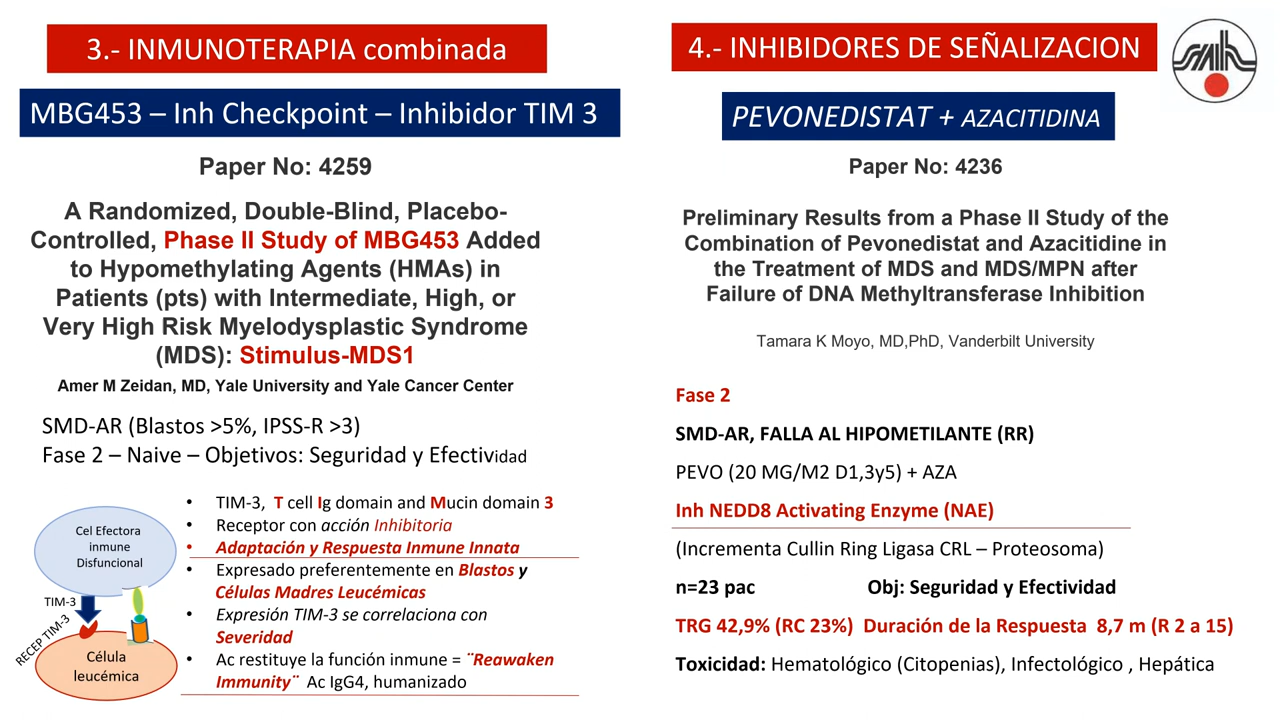 3.- INMUNOTERAPIA combinada
MBG453 – Inh Checkpoint – Inhibidor TIM 3
Paper No: 4259
A Randomized, Double-Blind, Placebo-
Controlled, Phase II Study of MBG453 Added
to Hypomethylating Agents (HMAs) in
Patients (pts) with Intermediate, High, or
Very High Risk Myelodysplastic Syndrome
(MDS): Stimulus-MDS1
Amer M Zeidan, MD, Yale University and Yale Cancer Center
SMD-AR (Blastos >5%, IPSS-R >3)
Fase 2 – Naive – Objetivos: Seguridad y Efectividad
Cel Efectora
inmune
Disfuncional
TIM-3
RECEP TIM-3
Célula
leucémica
• TIM-3, T cell Ig domain and Mucin domain 3
• Receptor con acción Inhibitoria
• Adaptación y Respuesta Inmune Innata
• Expresado preferentemente en Blastos y
Células Madres Leucémicas
• Expresión TIM-3 se correlaciona con
Severidad
• Ac restituye la función inmune = ¨Reawaken
Immunity¨ Ac IgG4, humanizado
4.- INHIBIDORES DE SEÑALIZACION
smih
PEVONEDISTAT + AZACITIDINA
Paper No: 4236
Preliminary Results from a Phase II Study of the
Combination of Pevonedistat and Azacitidine in
the Treatment of MDS and MDS/MPN after
Failure of DNA Methyltransferase Inhibition
Tamara K Moyo, MD,PhD, Vanderbilt University
Fase 2
SMD-AR, FALLA AL HIPOMETILANTE (RR)
PEVO (20 MG/M2 D1,3y5) + AZA
Inh NEDD8 Activating Enzyme (NAE)
(Incrementa Cullin Ring Ligasa CRL – Proteosoma)
n=23 pac Obj: Seguridad y Efectividad
TRG 42,9% (RC 23%) Duración de la Respuesta 8,7 m (R 2 a 15)
Toxicidad: Hematológico (Citopenias), Infectológico , Hepática